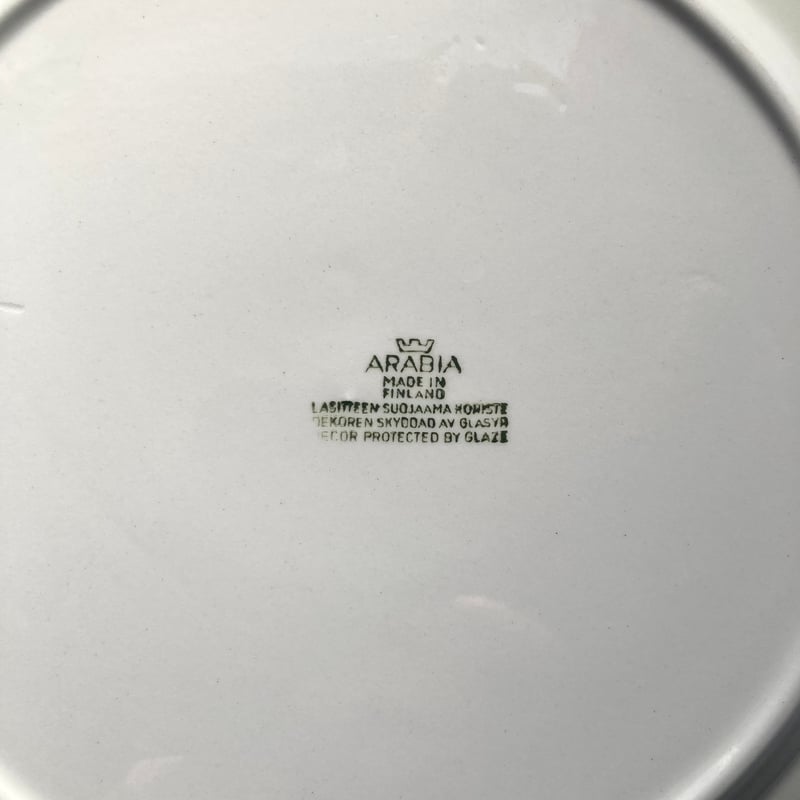 ARABIA
MADE IN
FINLAND
LASITTEEN SUOJAAMA KORISTE
DEKOREN SKYDDAD AV GLASYR
DECOR PROTECTED BY GLAZE